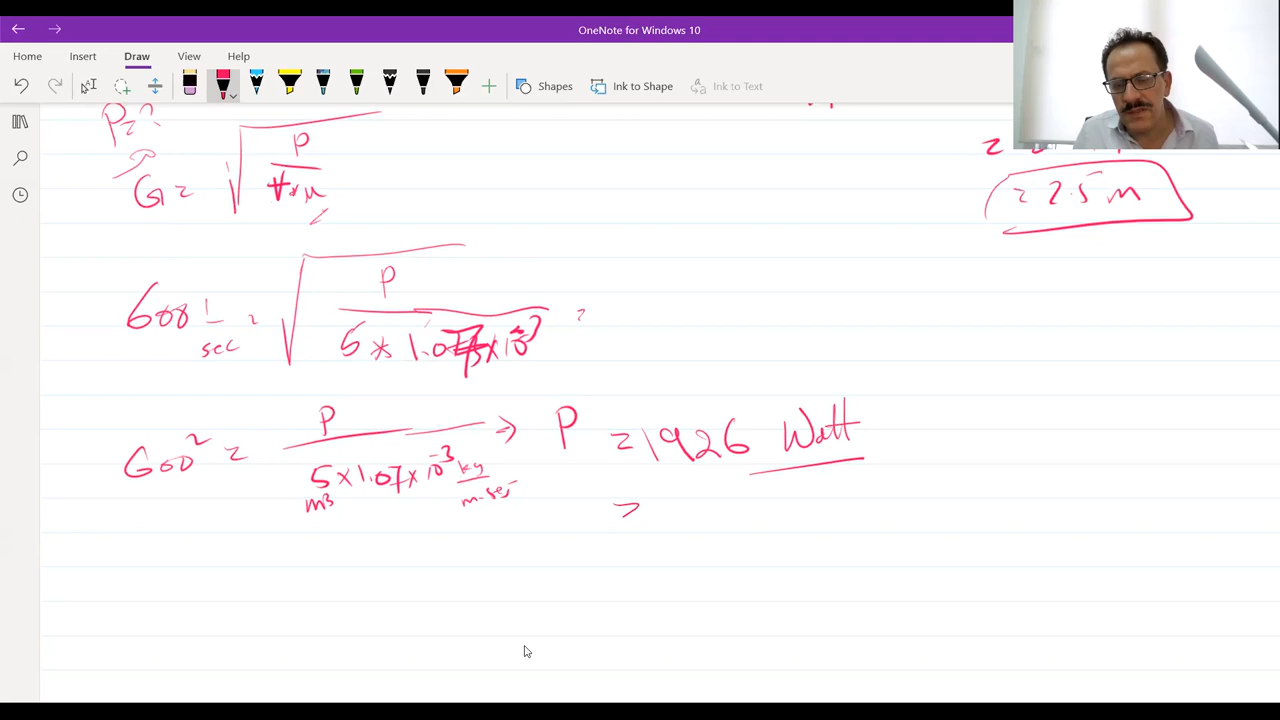 OneNote for Windows 10
Home Insert Draw View Help
Shapes Ink to Shape Ink to Text
P = ?
G = √ P / ∀ * μ
= 2.5 m
600 1/sec = √ P / 5 * 1.07 × 10⁻³ =
600² = P / 5 × 1.07 × 10⁻³ kg → P = 1926 Watt
m3 m.sec
=